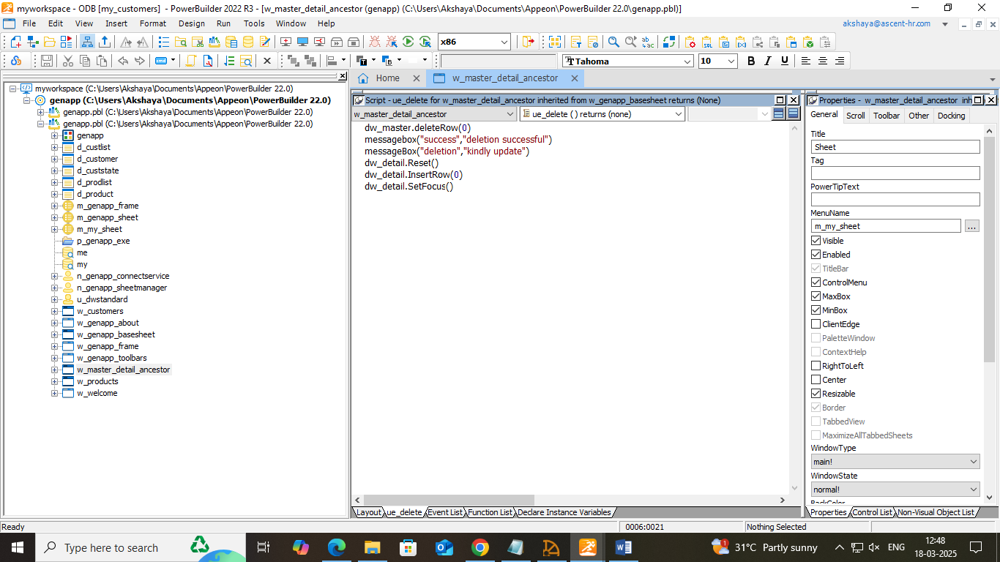 myworkspace - ODB [my_customers]  - PowerBuilder 2022 R3 - [w_master_detail_ancestor (genapp) (C:\Users\Akshaya\Documents\Appeon\PowerBuilder 22.0\genapp.pbl)]
File Edit View Insert Format Design Run Tools Window Help
akshaya@ascent-hr.com
x86
cmd
Tahoma
10
B I U
Home
w_master_detail_ancestor
myworkspace (C:\Users\Akshaya\Documents\Appeon\PowerBuilder 22.0)
genapp (C:\Users\Akshaya\Documents\Appeon\PowerBuilder 22.0)
genapp.pbl (C:\Users\Akshaya\Documents\Appeon\PowerBuilder 22.0)
genapp.pbl (C:\Users\Akshaya\Documents\Appeon\PowerBuilder 22.0)
genapp
d_custlist
d_customer
d_custstate
d_prodlist
d_product
m_genapp_frame
m_genapp_sheet
m_my_sheet
p_genapp_exe
me
my
n_genapp_connectservice
n_genapp_sheetmanager
u_dwstandard
w_customers
w_genapp_about
w_genapp_basesheet
w_genapp_frame
w_genapp_toolbars
w_master_detail_ancestor
w_products
w_welcome
Script - ue_delete for w_master_detail_ancestor inherited from w_genapp_basesheet returns (None)
w_master_detail_ancestor
ue_delete ( ) returns (none)
dw_master.deleteRow(0)
messagebox("success","deletion successful")
messageBox("deletion","kindly update")
dw_detail.Reset()
dw_detail.InsertRow(0)
dw_detail.SetFocus()
Layout ue_delete Event List Function List Declare Instance Variables
Properties - w_master_detail_ancestor inh
General Scroll Toolbar Other Docking
Title
Sheet
Tag
PowerTipText
MenuName
m_my_sheet
...
Visible
Enabled
TitleBar
ControlMenu
MaxBox
MinBox
ClientEdge
PaletteWindow
ContextHelp
RightToLeft
Center
Resizable
Border
TabbedView
MaximizeAllTabbedSheets
WindowType
main!
WindowState
normal!
BackColor
Properties Control List Non-Visual Object List
Ready
0006:0021
Nothing Selected
Type here to search
31°C Partly sunny
ENG
12:48
18-03-2025